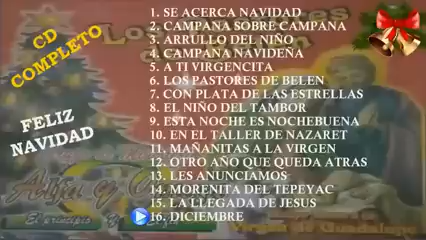 CD
COMPLETO
FELIZ
NAVIDAD
1. SE ACERCA NAVIDAD
2. CAMPANA SOBRE CAMPANA
3. ARRULLO DEL NIÑO
4. CAMPANA NAVIDEÑA
5. A TI VIRGENCITA
6. LOS PASTORES DE BELEN
7. CON PLATA DE LAS ESTRELLAS
8. EL NIÑO DEL TAMBOR
9. ESTA NOCHE ES NOCHEBUENA
10. EN EL TALLER DE NAZARET
11. MAÑANITAS A LA VIRGEN
12. OTRO AÑO QUE QUEDA ATRAS
13. LES ANUNCIAMOS
14. MORENITA DEL TEPEYAC
15. LA LLEGADA DE JESUS
16. DICIEMBRE
Virgen de Guadalupe